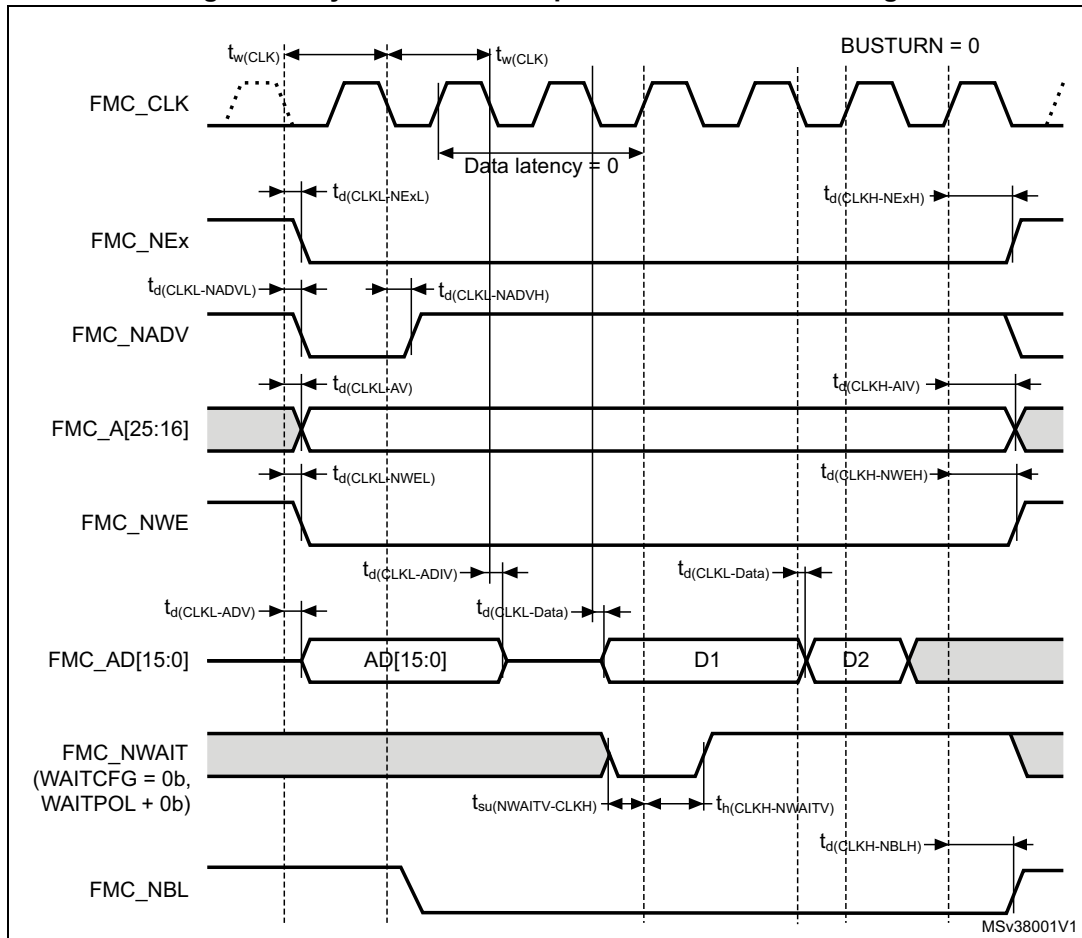 BUSTURN = 0
tw(CLK) tw(CLK)
FMC_CLK
Data latency = 0
td(CLKL-NExL) td(CLKH-NExH)
FMC_NEx
td(CLKL-NADVL) td(CLKL-NADVH)
FMC_NADV
td(CLKL-AV) td(CLKH-AIV)
FMC_A[25:16]
td(CLKL-NWEL) td(CLKH-NWEH)
FMC_NWE
td(CLKL-ADIV) td(CLKL-Data)
td(CLKL-ADV) td(CLKL-Data)
FMC_AD[15:0] AD[15:0] D1 D2
FMC_NWAIT
(WAITCFG = 0b,
WAITPOL + 0b)
tsu(NWAITV-CLKH) th(CLKH-NWAITV)
td(CLKH-NBLH)
FMC_NBL
MSv38001V1